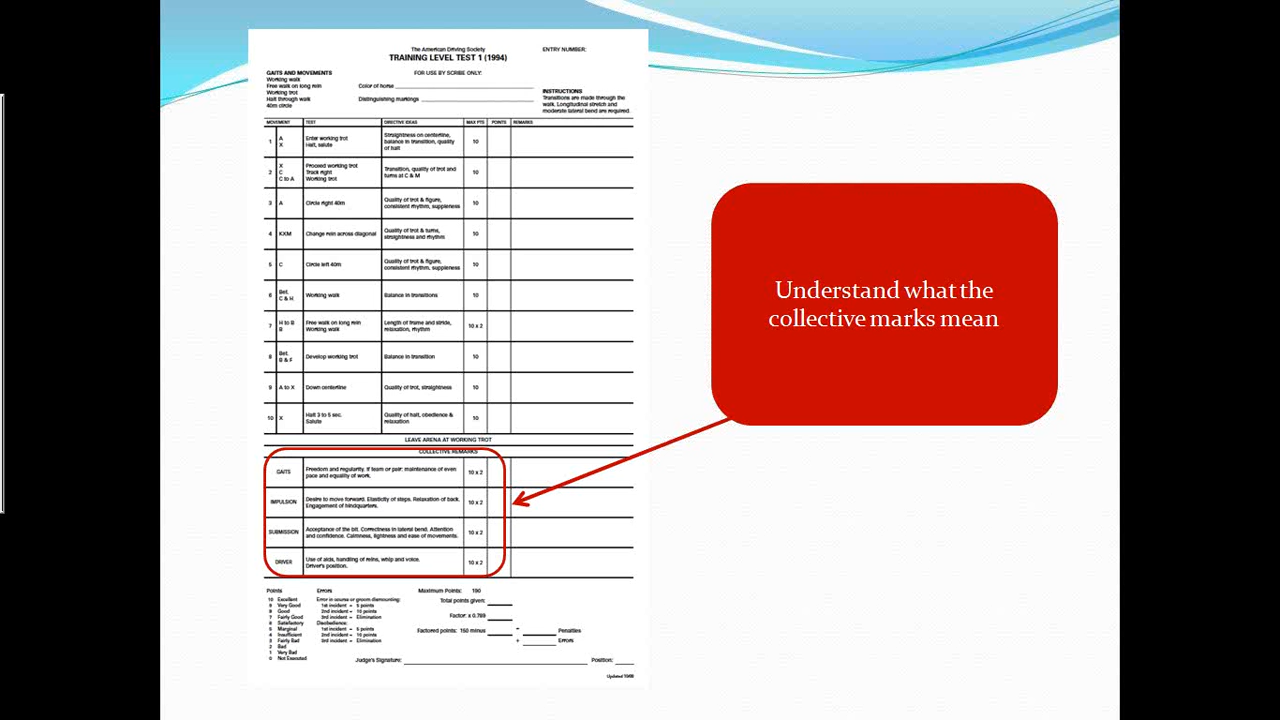 The American Driving Society
ENTRY NUMBER:
TRAINING LEVEL TEST 1 (1994)
GAITS AND MOVEMENTS
Working walk
Free walk on long rein
Working trot
Halt through walk
40m circle
FOR USE BY SCRIBE ONLY:
Color of horse
Distinguishing markings
INSTRUCTIONS
Transitions are made through the
walk. Longitudinal stretch and
moderate lateral bend are required.
MOVEMENT TEST DIRECTIVE IDEAS MAX PTS POINTS REMARKS
1
A
X
Enter working trot
Halt, salute
Straightness on centerline,
balance in transition, quality
of halt
10
2
X
C
C to A
Proceed working trot
Track right
Working trot
Transition, quality of trot and
turns at C & M
10
3
A
Circle right 40m
Quality of trot & figure,
consistent rhythm, suppleness
10
4
KXM
Change rein across diagonal
Quality of trot & turns,
straightness and rhythm
10
5
C
Circle left 40m
Quality of trot & figure,
consistent rhythm, suppleness
10
6
Bet.
C & H
Working walk
Balance in transitions
10
7
H to B
B
Free walk on long rein
Working walk
Length of frame and stride,
relaxation, rhythm
10 x 2
8
Bet.
B & F
Develop working trot
Balance in transition
10
9
A to X
Down centerline
Quality of trot, straightness
10
10
X
Halt 3 to 5 sec.
Salute
Quality of halt, obedience &
relaxation
10
LEAVE ARENA AT WORKING TROT
COLLECTIVE REMARKS
GAITS
Freedom and regularity. If team or pair: maintenance of even
pace and equality of work.
10 x 2
IMPULSION
Desire to move forward. Elasticity of steps. Relaxation of back.
Engagement of hindquarters.
10 x 2
SUBMISSION
Acceptance of the bit. Correctness in lateral bend. Attention
and confidence. Calmness, lightness and ease of movements.
10 x 2
DRIVER
Use of aids, handling of reins, whip and voice.
Driver's position.
10 x 2
Points
10 Excellent
9 Very Good
8 Good
7 Fairly Good
6 Satisfactory
5 Marginal
4 Insufficient
3 Fairly Bad
2 Bad
1 Very Bad
0 Not Executed
Errors
Error in course or groom dismounting:
1st incident = 5 points
2nd incident = 10 points
3rd incident = Elimination
Disobedience:
1st incident = 5 points
2nd incident = 10 points
3rd incident = Elimination
Maximum Points: 190
Total points given:
Factor: x 0.789
Factored points: 150 minus = Penalties
+ Errors
Judge's Signature: Position:
Understand what the
collective marks mean